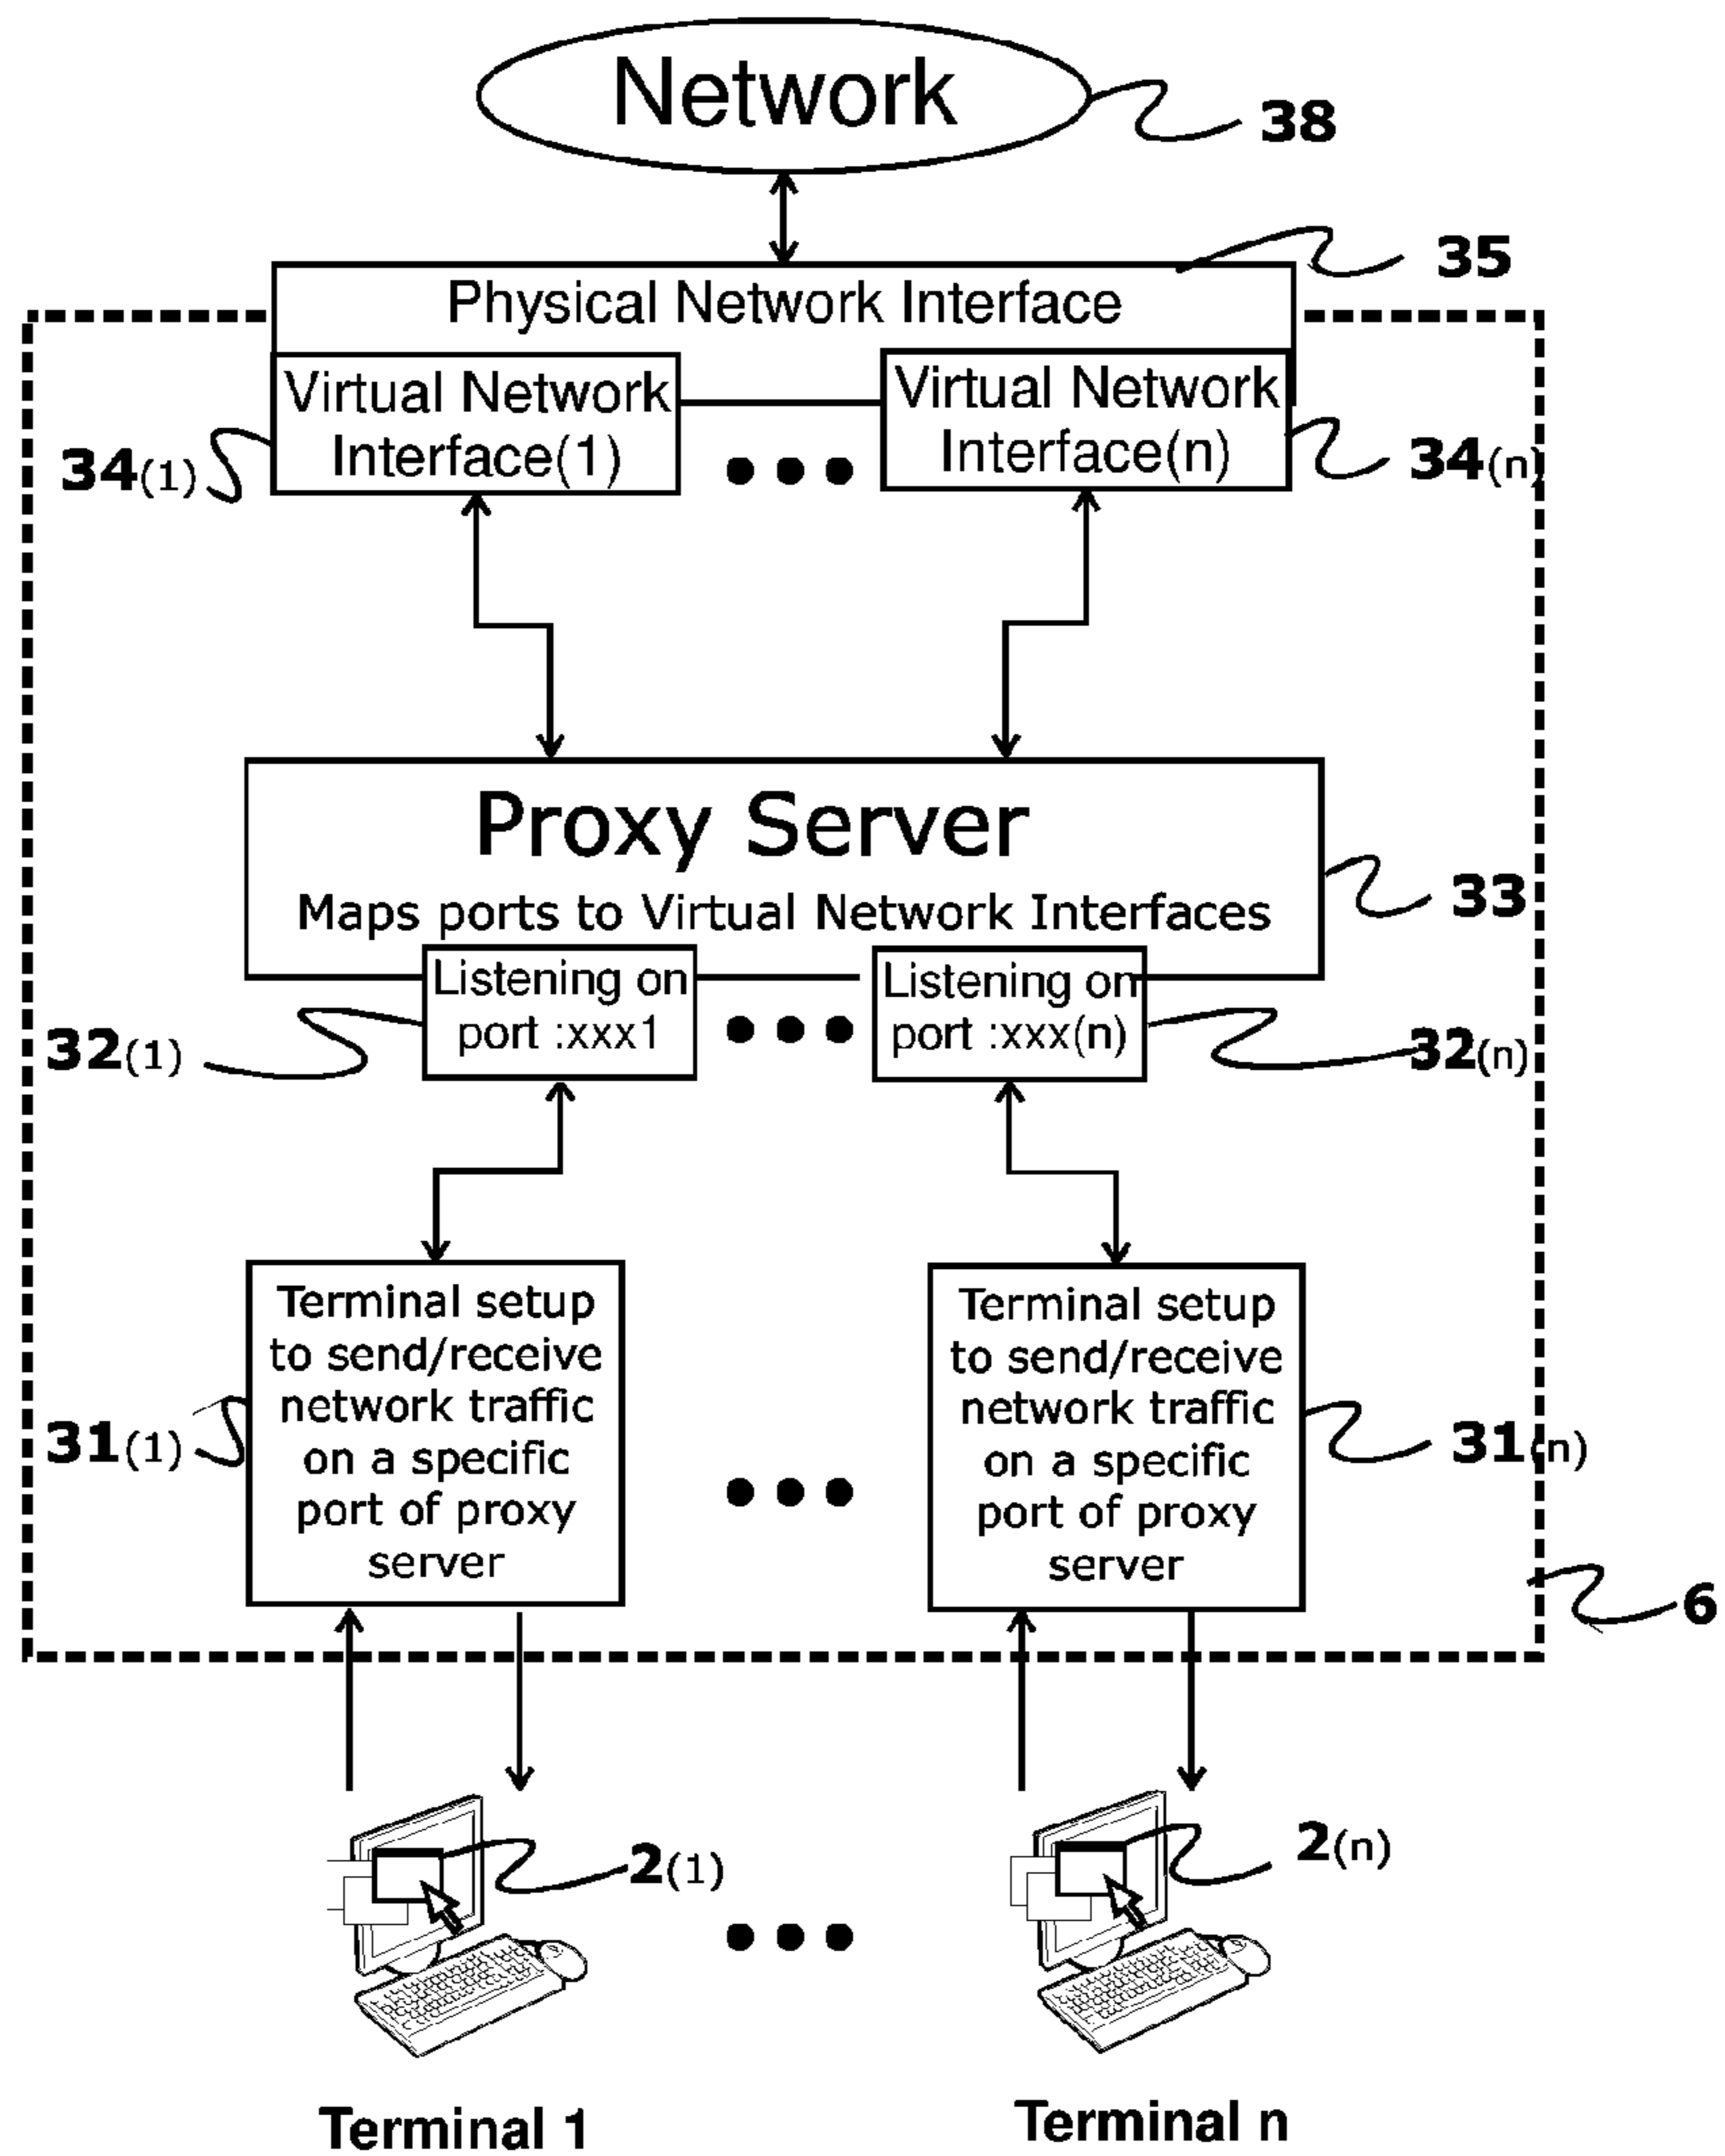 Network
38
35
Physical Network Interface
Virtual Network
Interface(1)
Virtual Network
Interface(n)
34(1)
34(n)
Proxy Server
33
Maps ports to Virtual Network Interfaces
Listening on
port :xxx1
Listening on
port :xxx(n)
32(1)
32(n)
Terminal setup
to send/receive
network traffic
on a specific
port of proxy
server
Terminal setup
to send/receive
network traffic
on a specific
port of proxy
server
31(1)
31(n)
6
2(1)
2(n)
Terminal 1
Terminal n